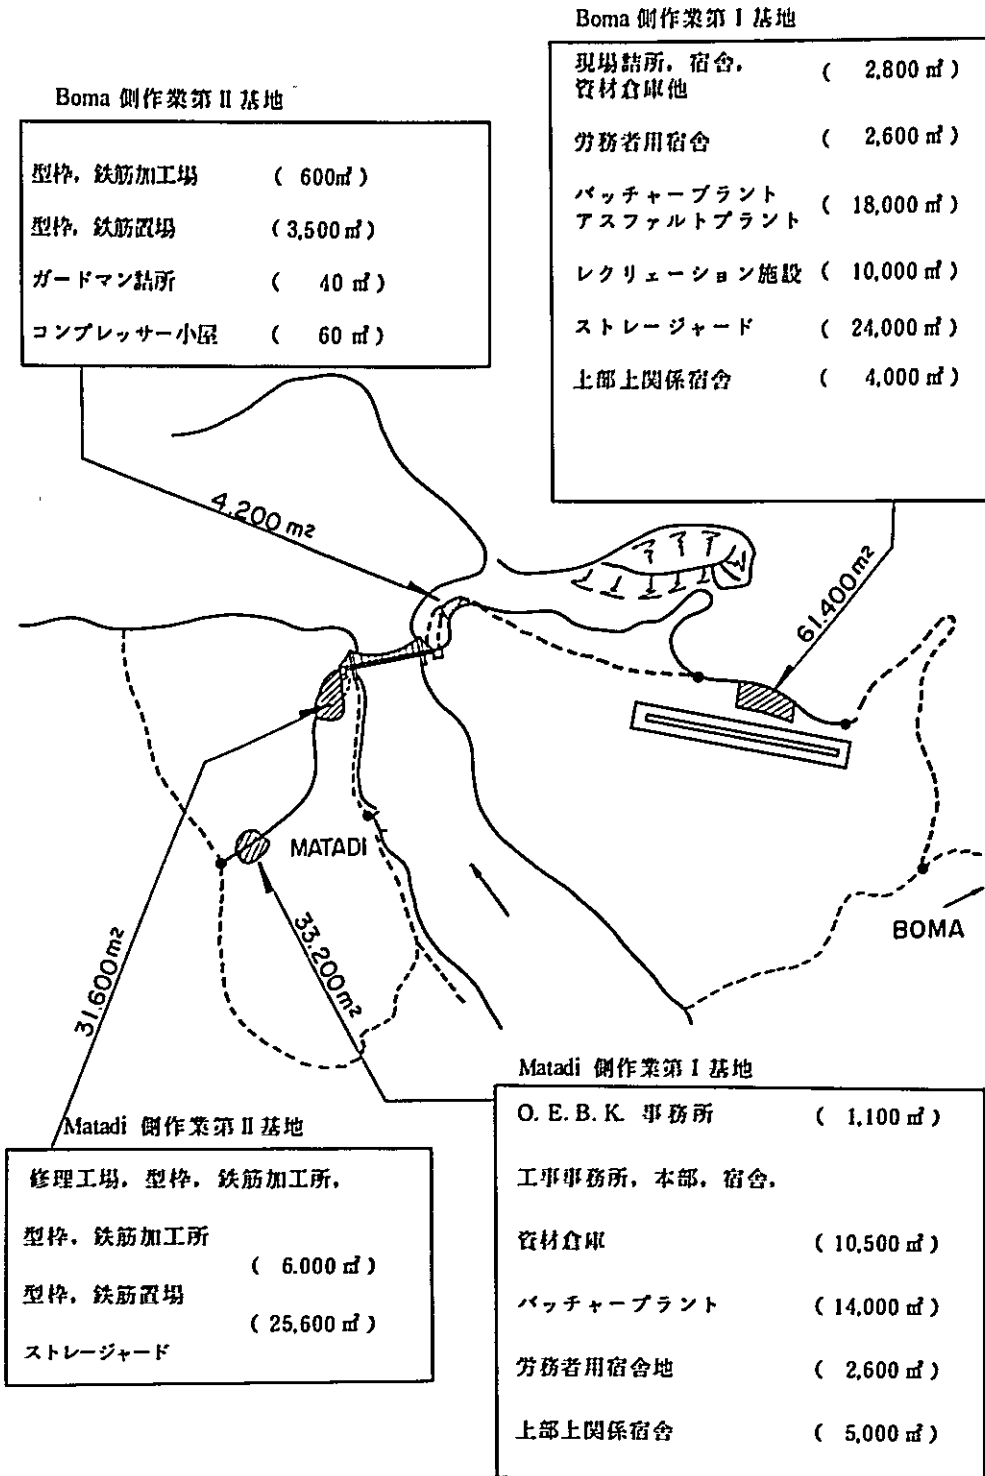 Boma 側作業第 I 基地
現場詰所，宿舎，
資材倉庫他 ( 2,800 ㎡ )
労務者用宿舎 ( 2,600 ㎡ )
バッチャープラント
アスファルトプラント ( 18,000 ㎡ )
レクリェーション施設 ( 10,000 ㎡ )
ストレージャード ( 24,000 ㎡ )
上部上関係宿舎 ( 4,000 ㎡ )
Boma 側作業第 II 基地
型枠，鉄筋加工場 ( 600㎡ )
型枠，鉄筋置場 ( 3,500㎡ )
ガードマン詰所 ( 40 ㎡ )
コンプレッサー小屋 ( 60 ㎡ )
4.200 m²
61.400m²
MATADI
BOMA
31.600m²
33.200m²
Matadi 側作業第 I 基地
O. E. B. K. 事務所 ( 1,100 ㎡ )
工事事務所，本部，宿舎，
資材倉庫 ( 10,500 ㎡ )
バッチャープラント ( 14,000 ㎡ )
労務者用宿舎地 ( 2,600 ㎡ )
上部上関係宿舎 ( 5,000 ㎡ )
Matadi 側作業第 II 基地
修理工場，型枠，鉄筋加工所，
型枠，鉄筋加工所
( 6.000 ㎡ )
型枠，鉄筋置場
( 25,600 ㎡ )
ストレージャード